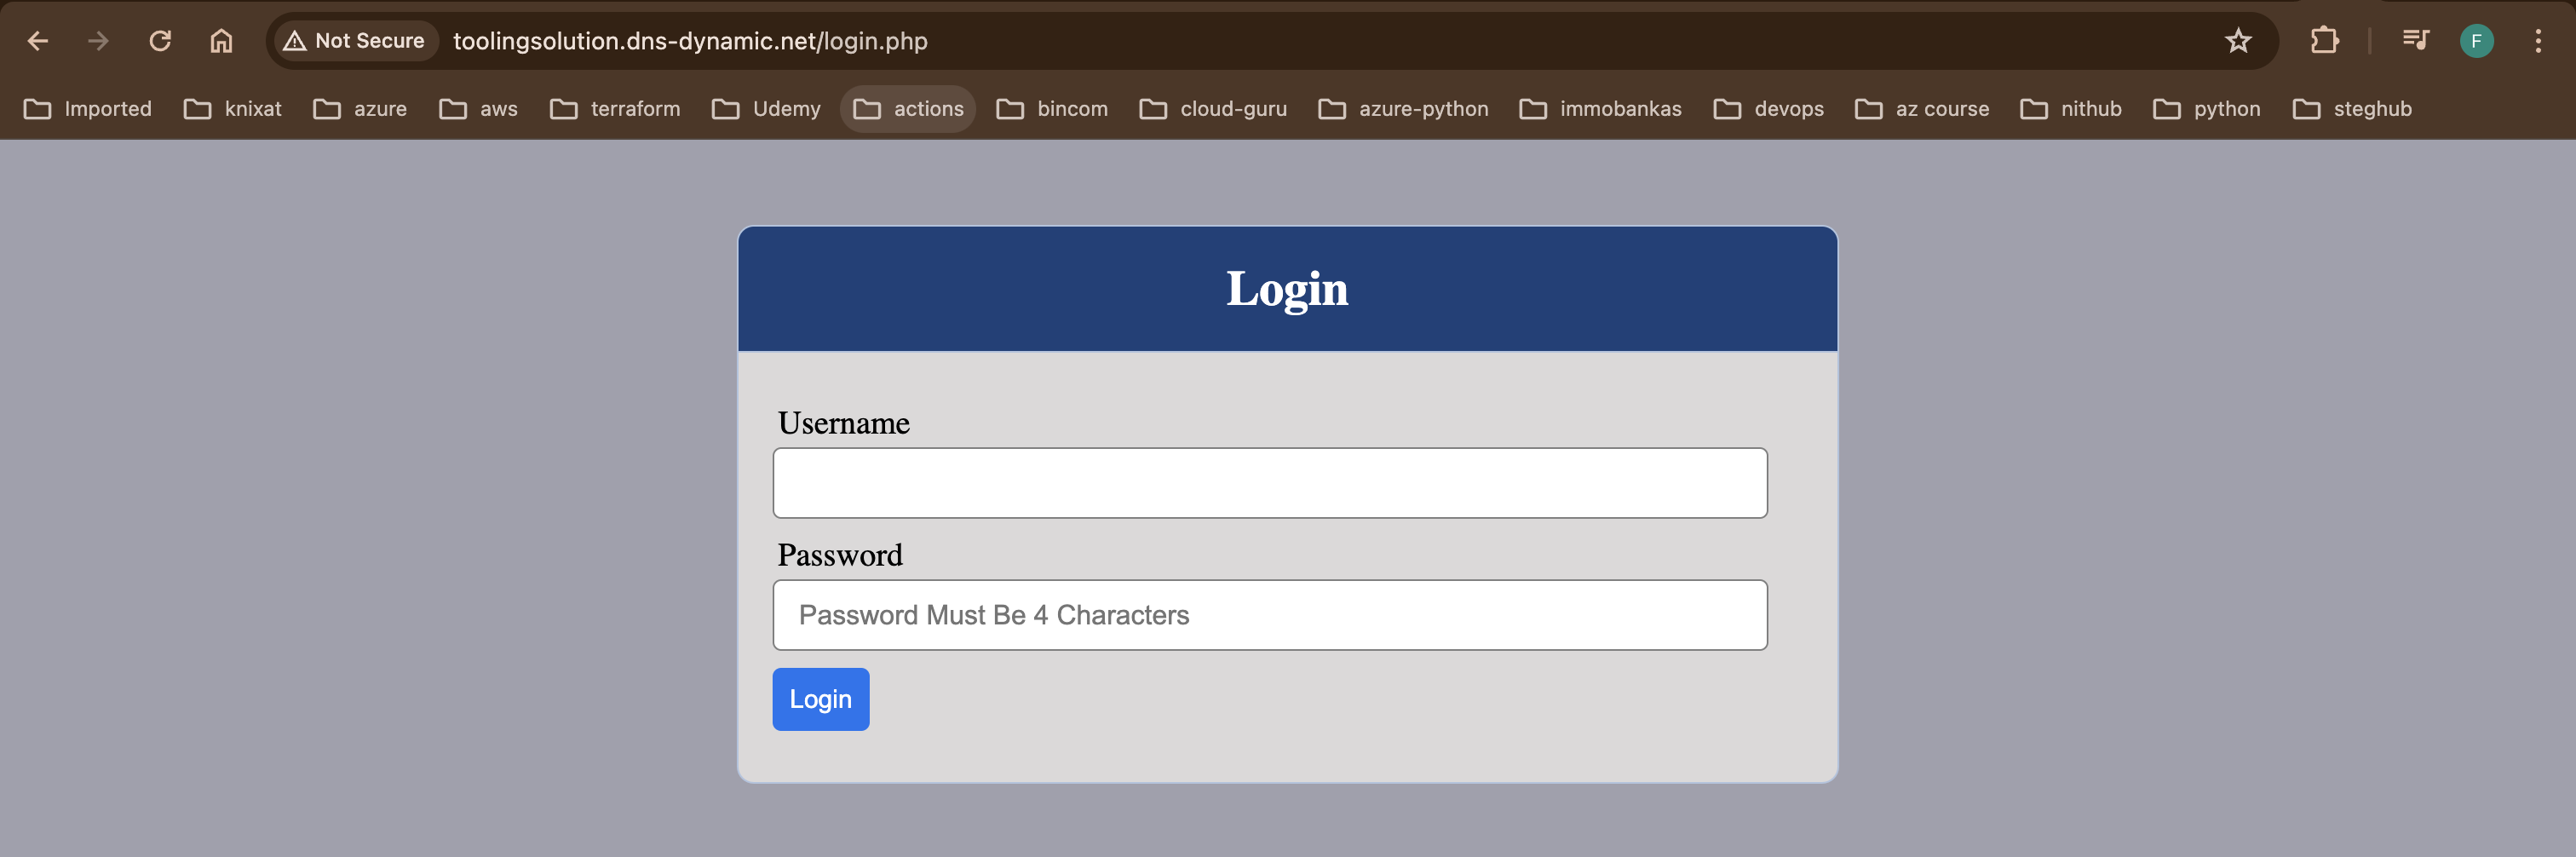 Not Secure toolingsolution.dns-dynamic.net/login.php F
Imported knixat azure aws terraform Udemy actions bincom cloud-guru azure-python immobankas devops az course nithub python steghub
Login
Username
Password
Password Must Be 4 Characters
Login